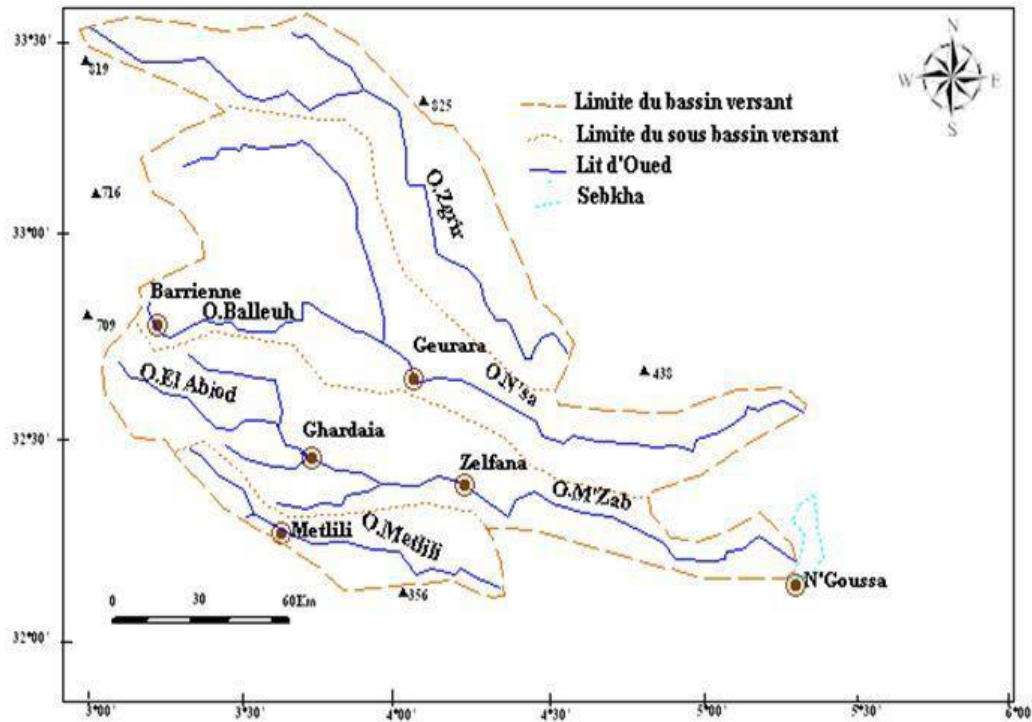 33°30'
33°00'
32°30'
32°00'
3°00'
3°30'
4°00'
4°30'
5°00'
5°30'
6°00'
N
W
E
S
Limite du bassin versant
Limite du sous bassin versant
Lit d'Oued
Sebkha
819
825
716
709
438
356
O.Zgrir
Barrienne
O.Balleuh
Geurara
O.N'sa
O.El Abiod
Ghardaia
Zelfana
O.M'Zab
Metlili
O.Metlili
N'Goussa
0 30 60Km